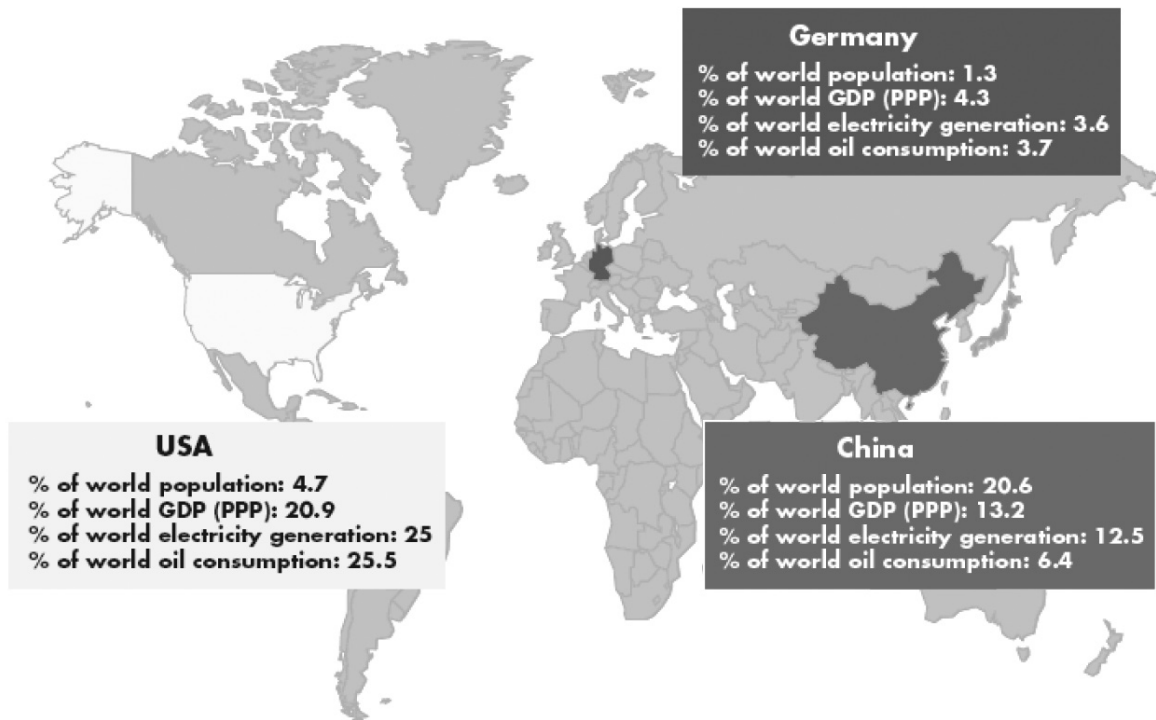 Germany
% of world population: 1.3
% of world GDP (PPP): 4.3
% of world electricity generation: 3.6
% of world oil consumption: 3.7
USA
% of world population: 4.7
% of world GDP (PPP): 20.9
% of world electricity generation: 25
% of world oil consumption: 25.5
China
% of world population: 20.6
% of world GDP (PPP): 13.2
% of world electricity generation: 12.5
% of world oil consumption: 6.4